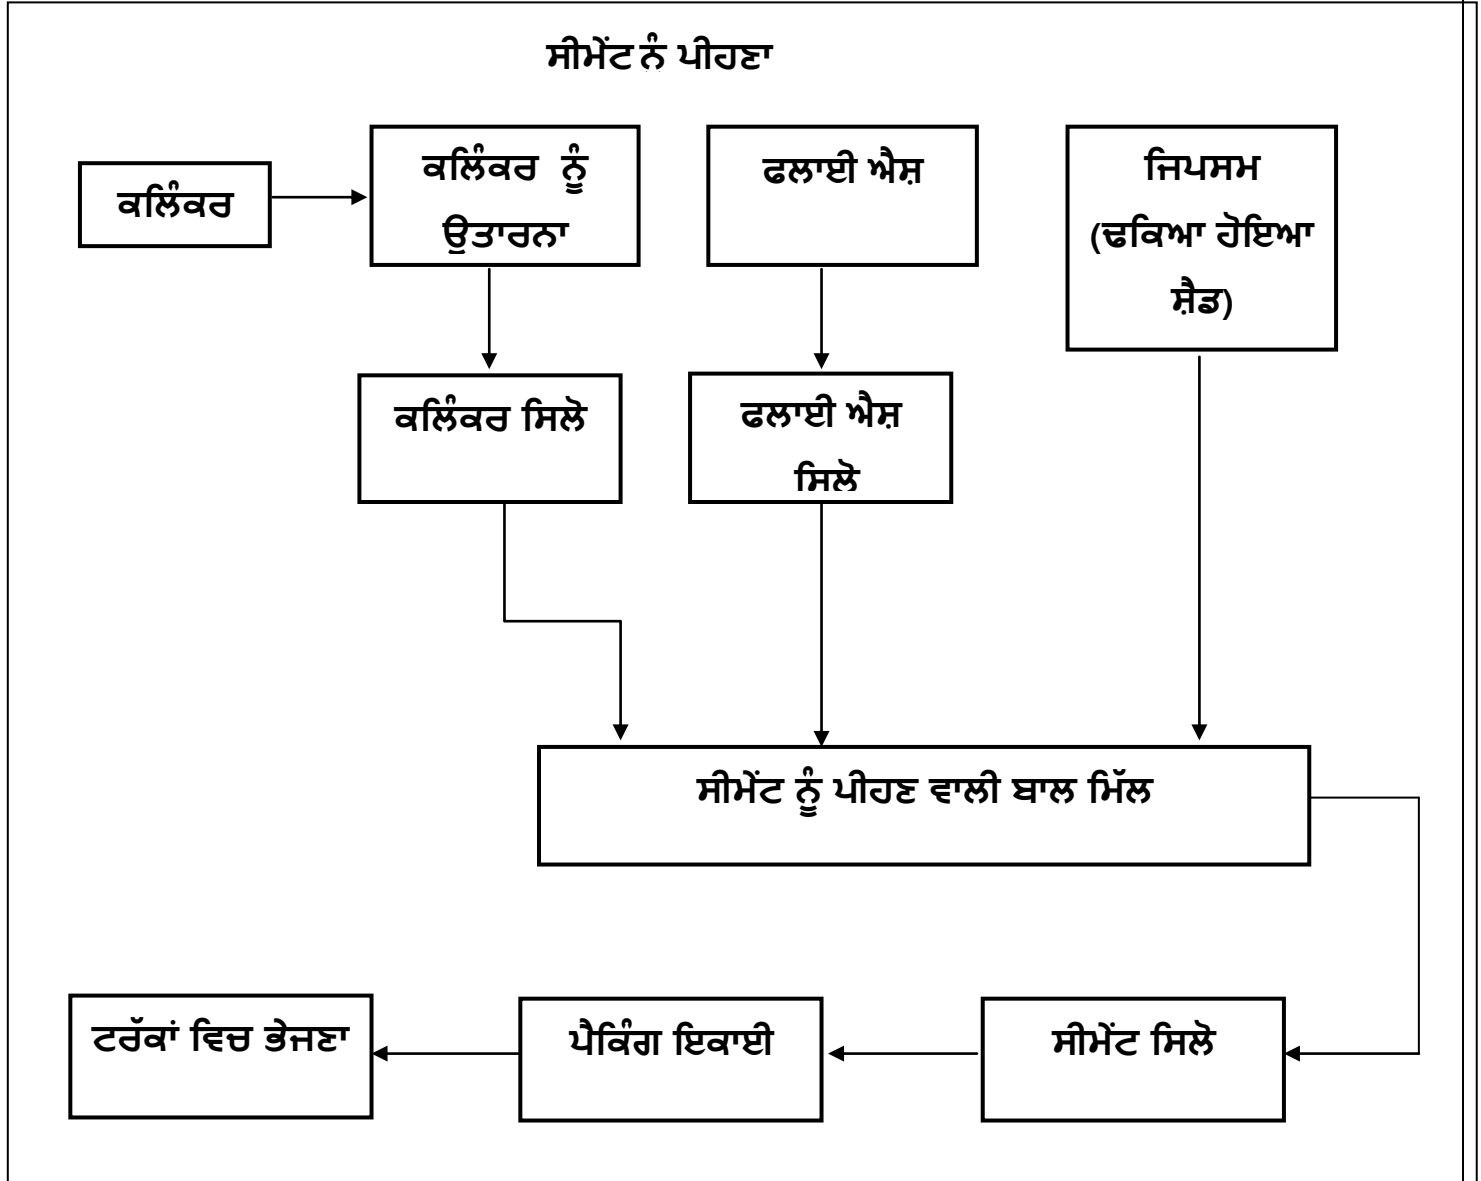 ਸੀਮੇਂਟ ਨੂੰ ਪੀਹਣਾ
ਕਲਿੰਕਰ
ਕਲਿੰਕਰ ਨੂੰ
ਉਤਾਰਨਾ
ਫਲਾਈ ਐਸ਼
ਜਿਪਸਮ
(ਢਕਿਆ ਹੋਇਆ
ਸ਼ੈਡ)
ਕਲਿੰਕਰ ਸਿਲੋ
ਫਲਾਈ ਐਸ਼
ਸਿਲੋ
ਸੀਮੇਂਟ ਨੂੰ ਪੀਹਣ ਵਾਲੀ ਬਾਲ ਮਿੱਲ
ਟਰੱਕਾਂ ਵਿਚ ਭੇਜਣਾ
ਪੈਕਿੰਗ ਇਕਾਈ
ਸੀਮੇਂਟ ਸਿਲੋ